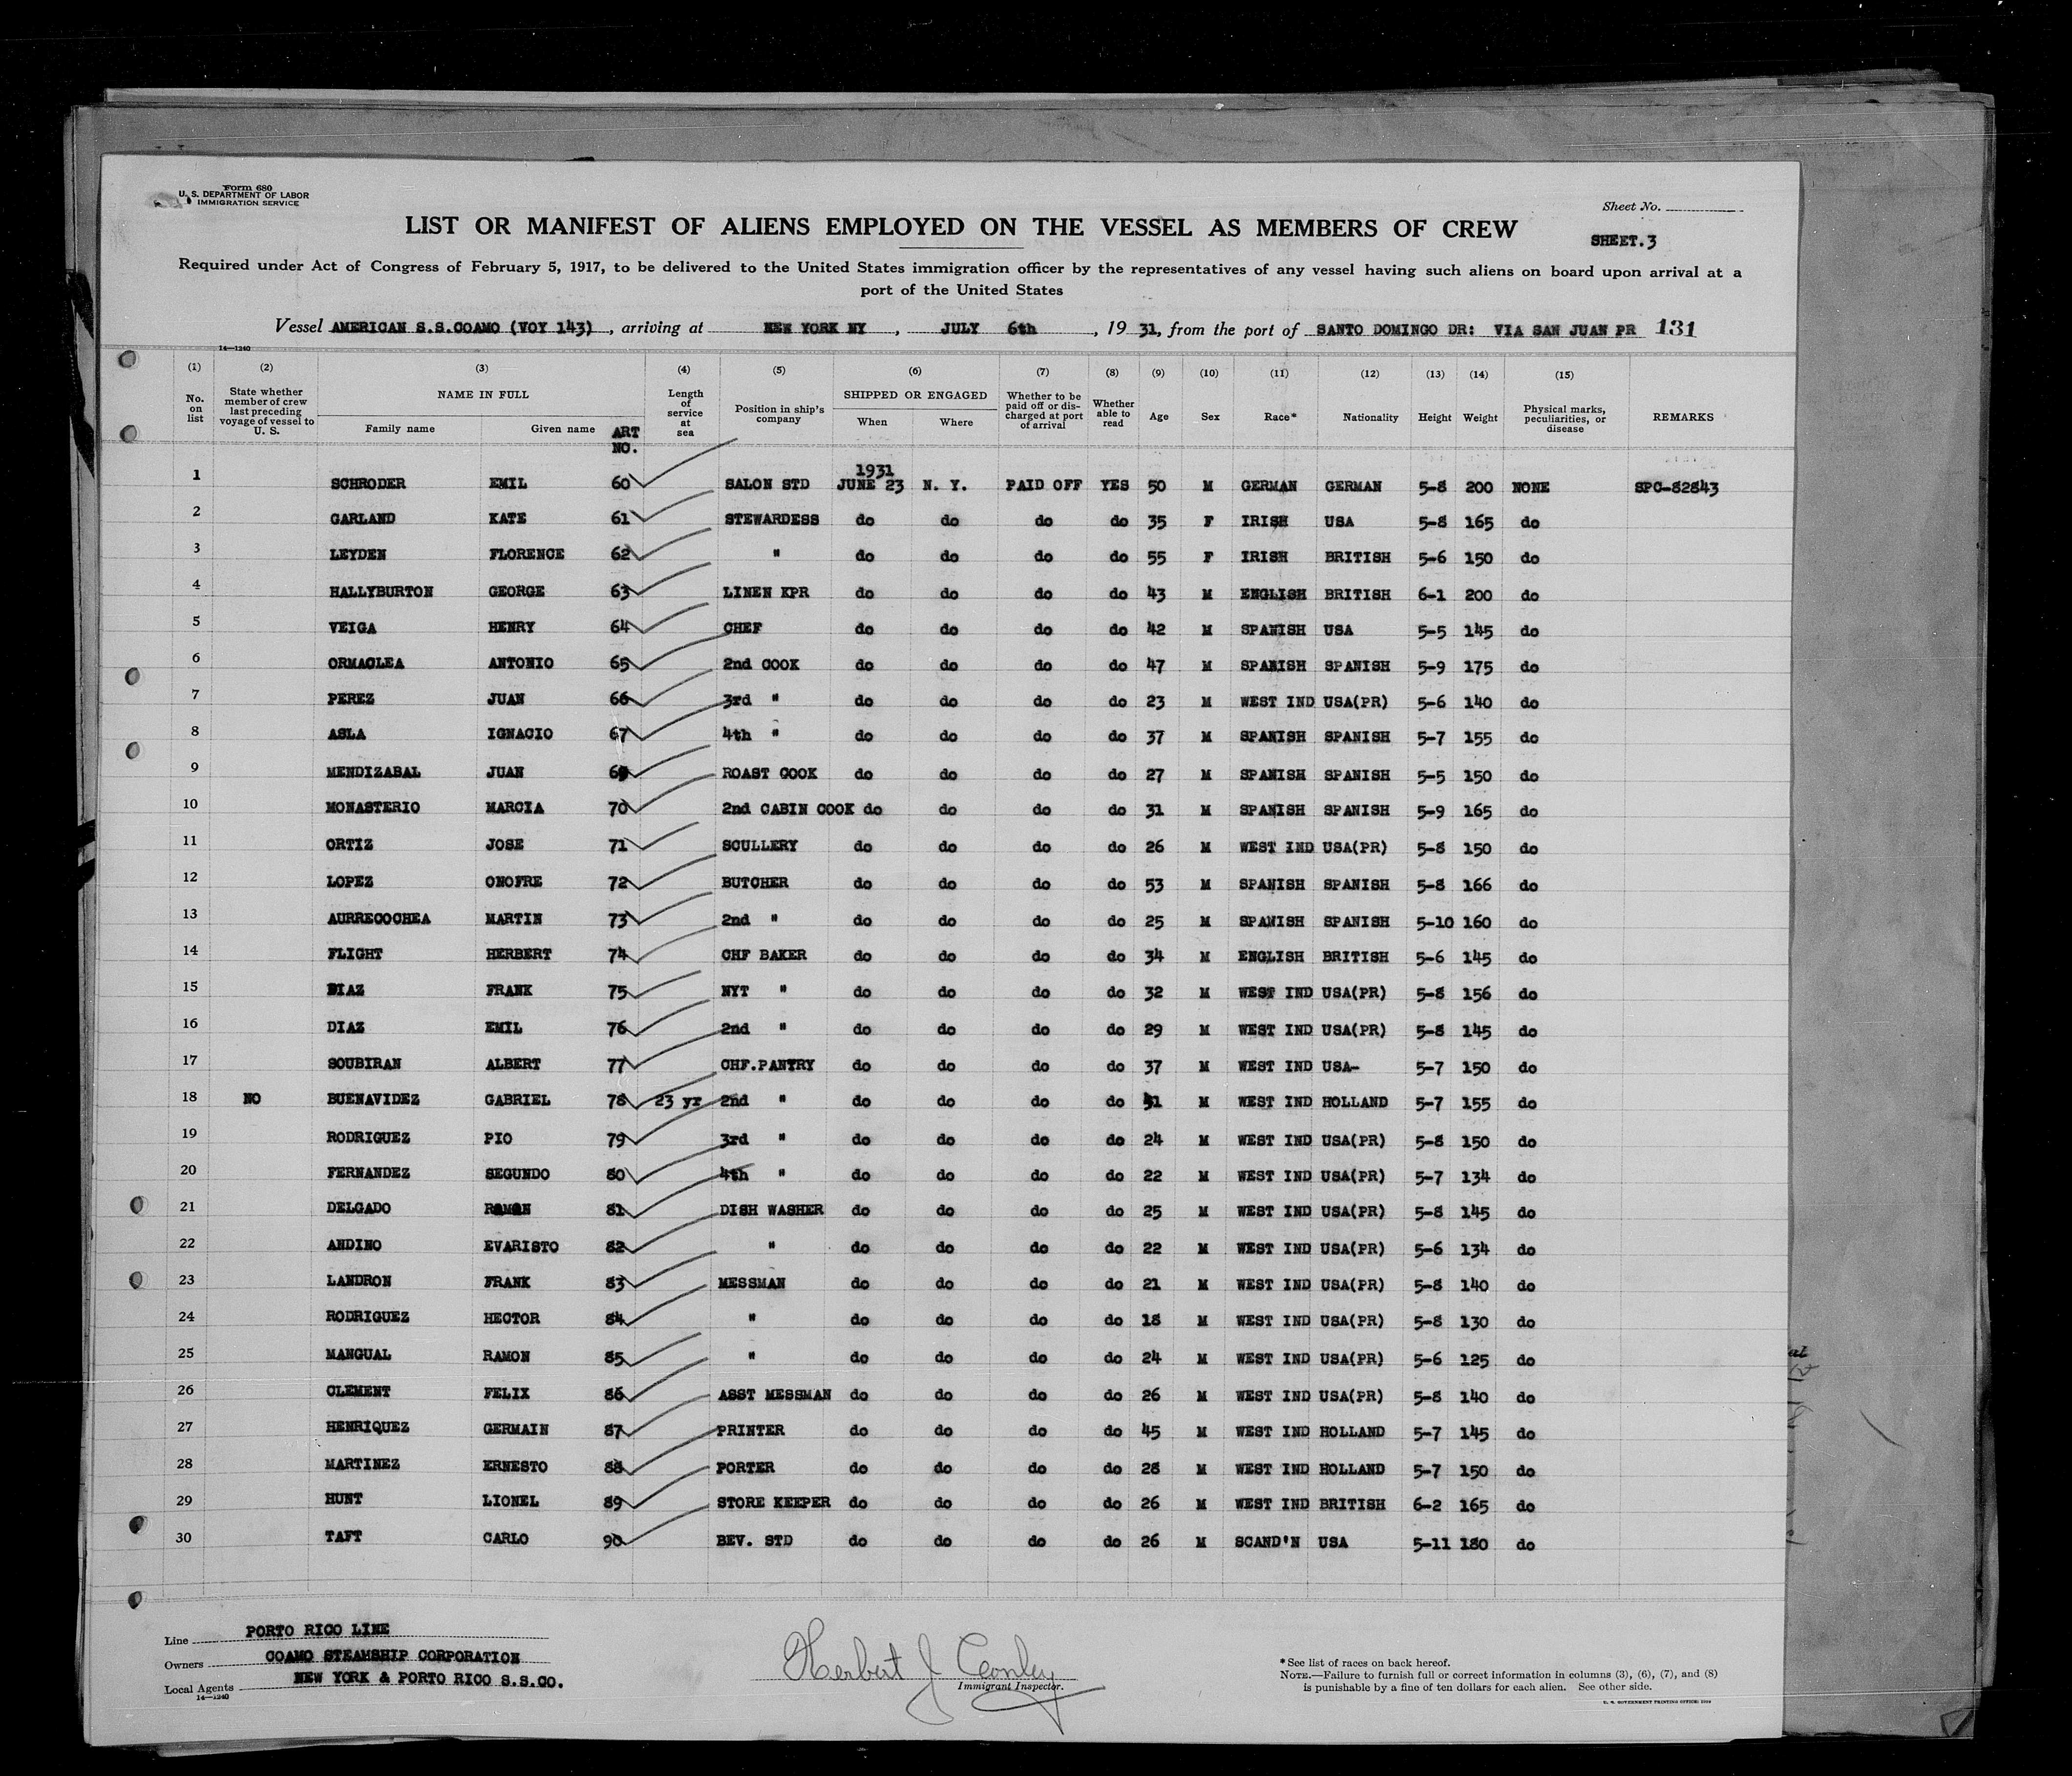 Form 680
U. S. DEPARTMENT OF LABOR
IMMIGRATION SERVICE
Sheet No.
LIST OR MANIFEST OF ALIENS EMPLOYED ON THE VESSEL AS MEMBERS OF CREW
SHEET.3
Required under Act of Congress of February 5, 1917, to be delivered to the United States immigration officer by the representatives of any vessel having such aliens on board upon arrival at a
port of the United States
Vessel AMERICAN S.S.COAMO (VOY 143), arriving at NEW YORK NY, JULY 6th, 1931, from the port of SANTO DOMINGO DR: VIA SAN JUAN PR 131
14—1240
(1) (2) (3) (4) (5) (6) (7) (8) (9) (10) (11) (12) (13) (14) (15)
No. on list State whether member of crew last preceding voyage of vessel to U. S. NAME IN FULL Family name Given name ART NO. Length of service at sea Position in ship's company SHIPPED OR ENGAGED When Where Whether to be paid off or discharged at port of arrival Whether able to read Age Sex Race* Nationality Height Weight Physical marks, peculiarities, or disease REMARKS
1931
1 SCHRODER EMIL 60 SALON STD JUNE 23 N. Y. PAID OFF YES 50 M GERMAN GERMAN 5-8 200 NONE SPC-82843
2 GARLAND KATE 61 STEWARDESS do do do do 35 F IRISH USA 5-8 165 do
3 LEYDEN FLORENCE 62 " do do do do 55 F IRISH BRITISH 5-6 150 do
4 HALLYBURTON GEORGE 63 LINEN KPR do do do do 43 M ENGLISH BRITISH 6-1 200 do
5 VEIGA HENRY 64 CHEF do do do do 42 M SPANISH USA 5-5 145 do
6 ORMAOLEA ANTONIO 65 2nd COOK do do do do 47 M SPANISH SPANISH 5-9 175 do
7 PEREZ JUAN 66 3rd " do do do do 23 M WEST IND USA(PR) 5-6 140 do
8 ASLA IGNACIO 67 4th " do do do do 37 M SPANISH SPANISH 5-7 155 do
9 MENDIZABAL JUAN ROAST COOK do do do do 27 M SPANISH SPANISH 5-5 150 do
10 MONASTERIO MARCIA 70 2nd CABIN COOK do do do do 31 M SPANISH SPANISH 5-9 165 do
11 ORTIZ JOSE 71 SCULLERY do do do do 26 M WEST IND USA(PR) 5-8 150 do
12 LOPEZ ONOFRE 72 BUTCHER do do do do 53 M SPANISH SPANISH 5-8 166 do
13 AURRECOCHEA MARTIN 73 2nd " do do do do 25 M SPANISH SPANISH 5-10 160 do
14 FLIGHT HERBERT 74 CHF BAKER do do do do 34 M ENGLISH BRITISH 5-6 145 do
15 DIAZ FRANK 75 NYT " do do do do 32 M WEST IND USA(PR) 5-8 156 do
16 DIAZ EMIL 76 2nd " do do do do 29 M WEST IND USA(PR) 5-8 145 do
17 SOUBIRAN ALBERT 77 CHF.PANTRY do do do do 37 M WEST IND USA- 5-7 150 do
18 NO BUENAVIDEZ GABRIEL 78 23 yr 2nd " do do do do M WEST IND HOLLAND 5-7 155 do
19 RODRIGUEZ PIO 79 3rd " do do do do 24 M WEST IND USA(PR) 5-8 150 do
20 FERNANDEZ SEGUNDO 80 4th " do do do do 22 M WEST IND USA(PR) 5-7 134 do
21 DELGADO RAMON 81 DISH WASHER do do do do 25 M WEST IND USA(PR) 5-8 145 do
22 ANDINO EVARISTO 82 " do do do do 22 M WEST IND USA(PR) 5-6 134 do
23 LANDRON FRANK 83 MESSMAN do do do do 21 M WEST IND USA(PR) 5-8 140 do
24 RODRIGUEZ HECTOR 84 " do do do do 18 M WEST IND USA(PR) 5-8 130 do
25 MANGUAL RAMON 85 " do do do do 24 M WEST IND USA(PR) 5-6 125 do
26 CLEMENT FELIX 86 ASST MESSMAN do do do do 26 M WEST IND USA(PR) 5-8 140 do
27 HENRIQUEZ GERMAIN 87 PRINTER do do do do 45 M WEST IND HOLLAND 5-7 145 do
28 MARTINEZ ERNESTO 88 PORTER do do do do 28 M WEST IND HOLLAND 5-7 150 do
29 HUNT LIONEL 89 STORE KEEPER do do do do 26 M WEST IND BRITISH 6-2 165 do
30 TAFT CARLO 90 BEV. STD do do do do 26 M SCAND'N USA 5-11 180 do
Line PORTO RICO LINE
Owners COAMO STEAMSHIP CORPORATION
Local Agents NEW YORK & PORTO RICO S.S.CO.
14—1240
Herbert J Conley
Immigrant Inspector.
*See list of races on back hereof.
NOTE.—Failure to furnish full or correct information in columns (3), (6), (7), and (8)
is punishable by a fine of ten dollars for each alien. See other side.